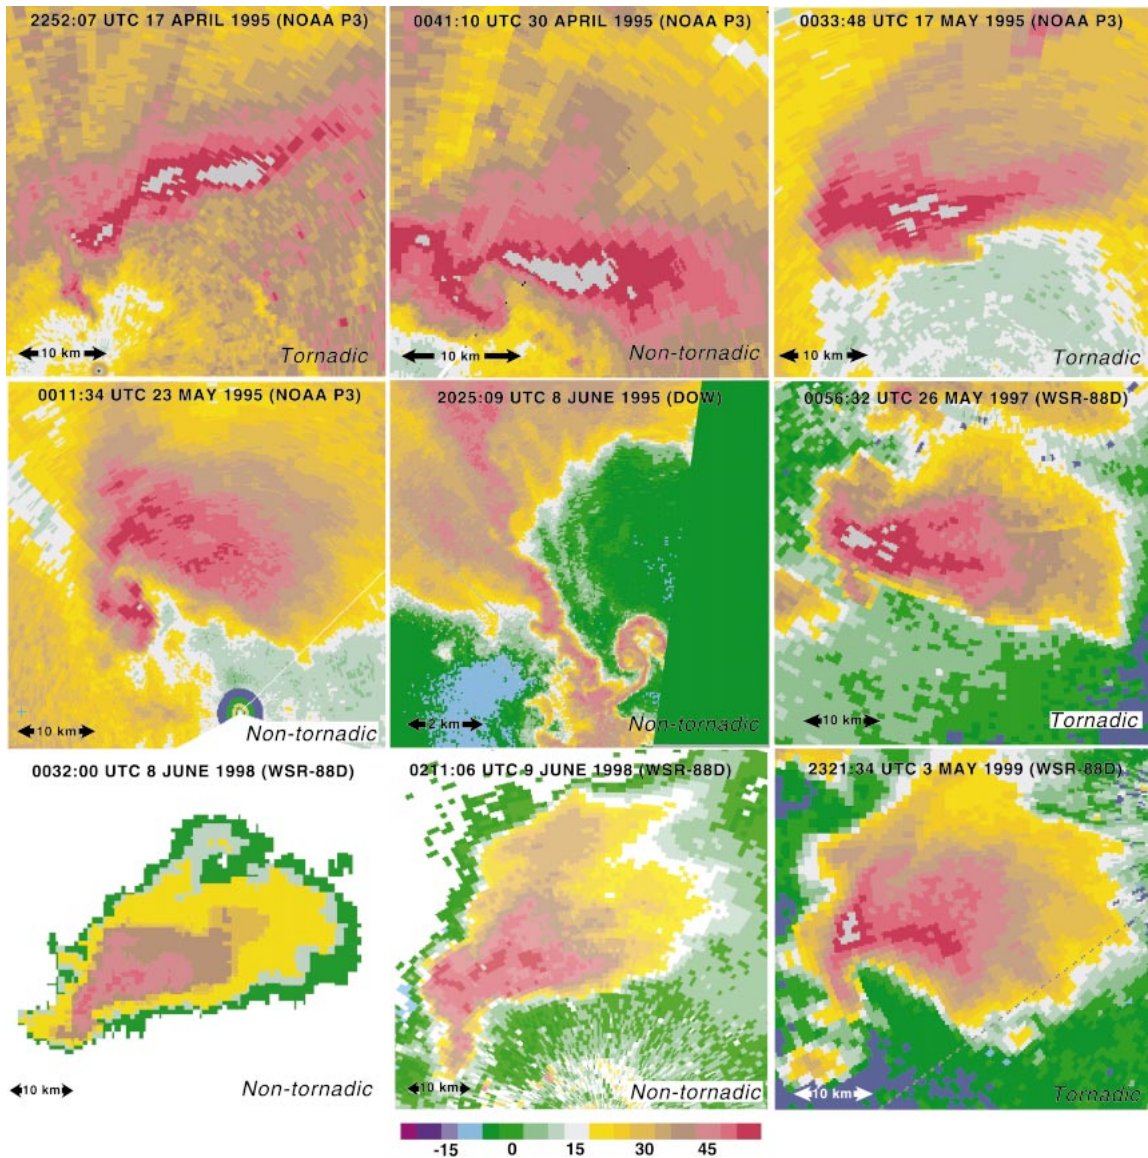 2252:07 UTC 17 APRIL 1995 (NOAA P3)
10 km
Tornadic
0041:10 UTC 30 APRIL 1995 (NOAA P3)
10 km
Non-tornadic
0033:48 UTC 17 MAY 1995 (NOAA P3)
10 km
Tornadic
0011:34 UTC 23 MAY 1995 (NOAA P3)
10 km
Non-tornadic
2025:09 UTC 8 JUNE 1995 (DOW)
2 km
Non-tornadic
0056:32 UTC 26 MAY 1997 (WSR-88D)
10 km
Tornadic
0032:00 UTC 8 JUNE 1998 (WSR-88D)
10 km
Non-tornadic
0211:06 UTC 9 JUNE 1998 (WSR-88D)
10 km
Non-tornadic
2321:34 UTC 3 MAY 1999 (WSR-88D)
10 km
Tornadic
-15 0 15 30 45